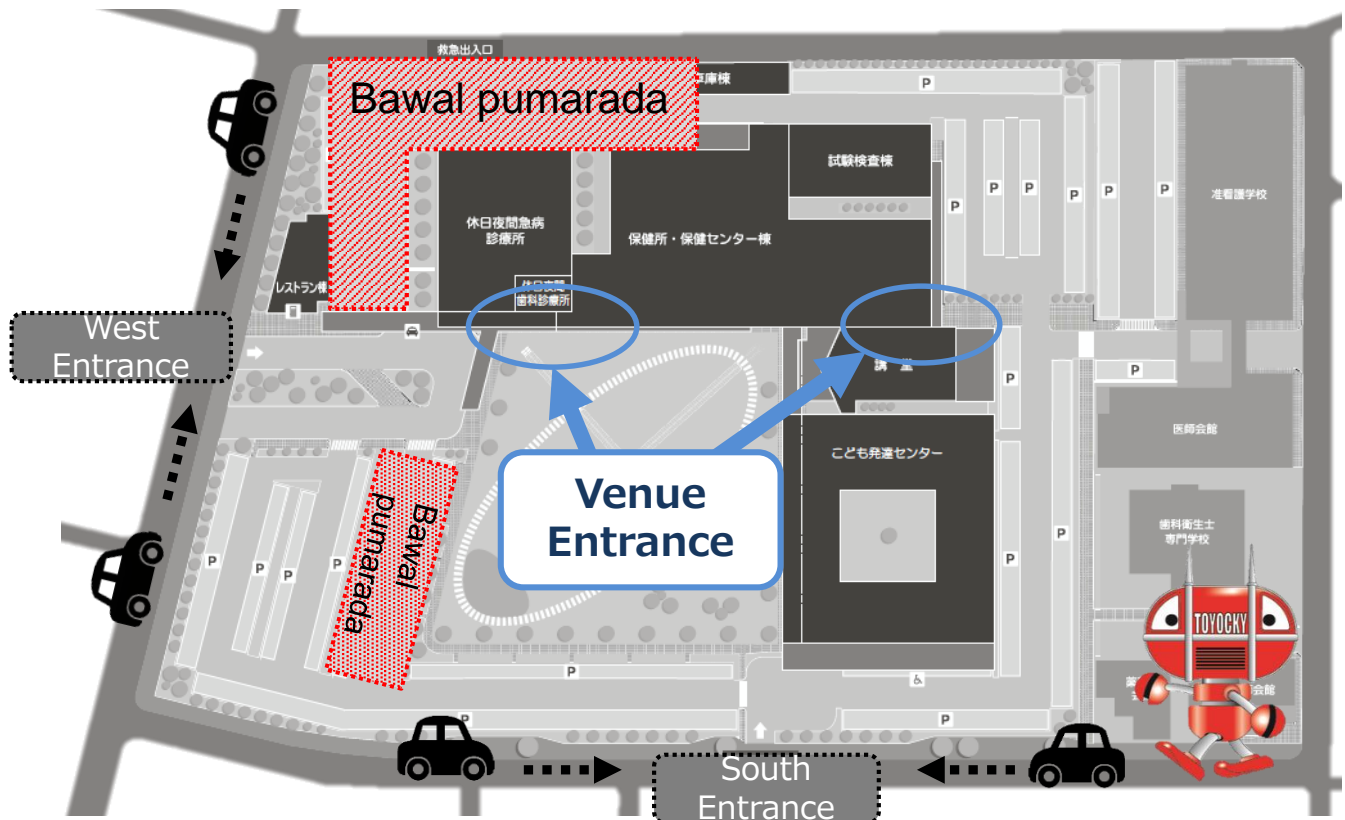 救急出入口
Bawal pumarada
車庫棟
P
試験検査棟
准看護学校
P
P
P
P
P
P
休日夜間急病
診療所
保健所・保健センター棟
休日夜間
歯科診療所
レストラン棟
West
Entrance
講堂
P
P
医師会館
こども発達センター
Venue
Entrance
Bawal
pumarada
歯科衛生士
専門学校
P
P
P
P
P
P
TOYOCKY
P
会館
P
P
South
Entrance